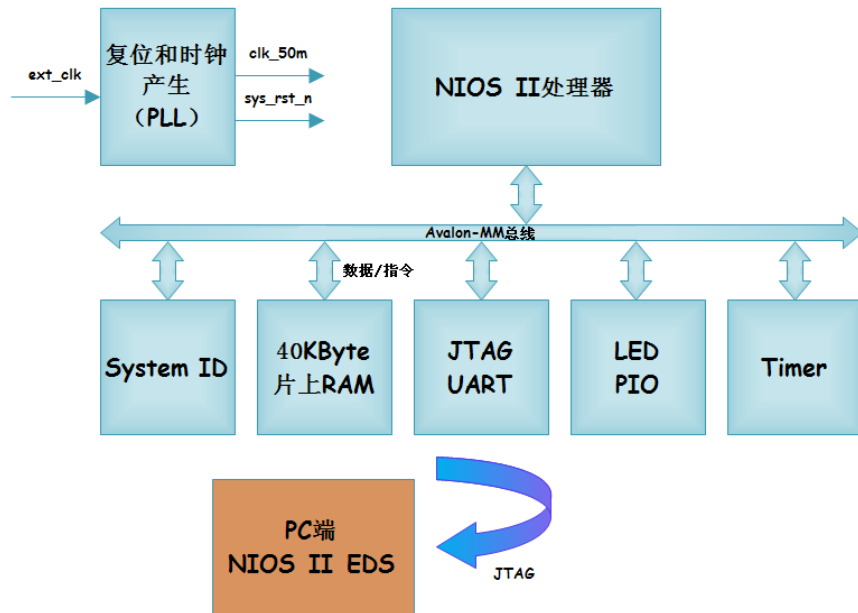 ext_clk
复位和时钟
产生
（PLL）
clk_50m
sys_rst_n
NIOS II处理器
Avalon-MM总线
数据/指令
System ID
40KByte
片上RAM
JTAG
UART
LED
PIO
Timer
PC端
NIOS II EDS
JTAG